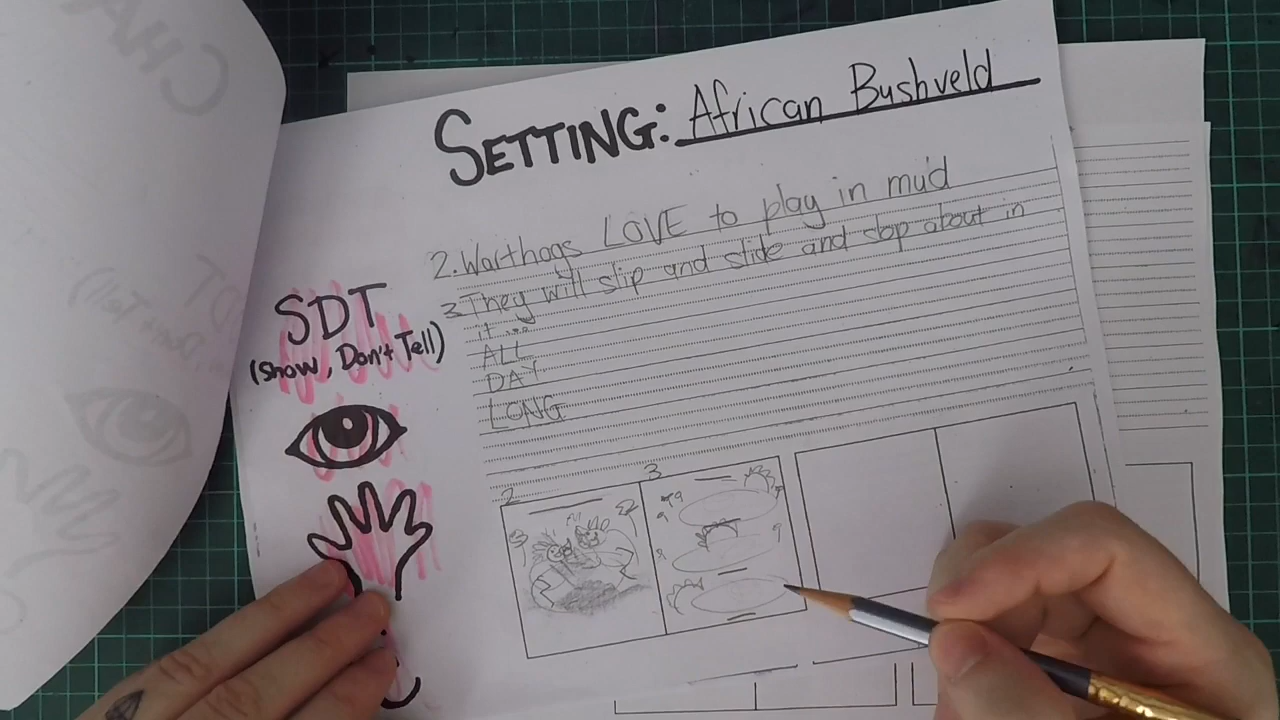 SETTING: African Bushveld
2. Warthogs LOVE to play in mud
3. They will slip and slide and slop about in
it ...
ALL
DAY
LONG
SDT
(Show, Don't Tell)
2
3